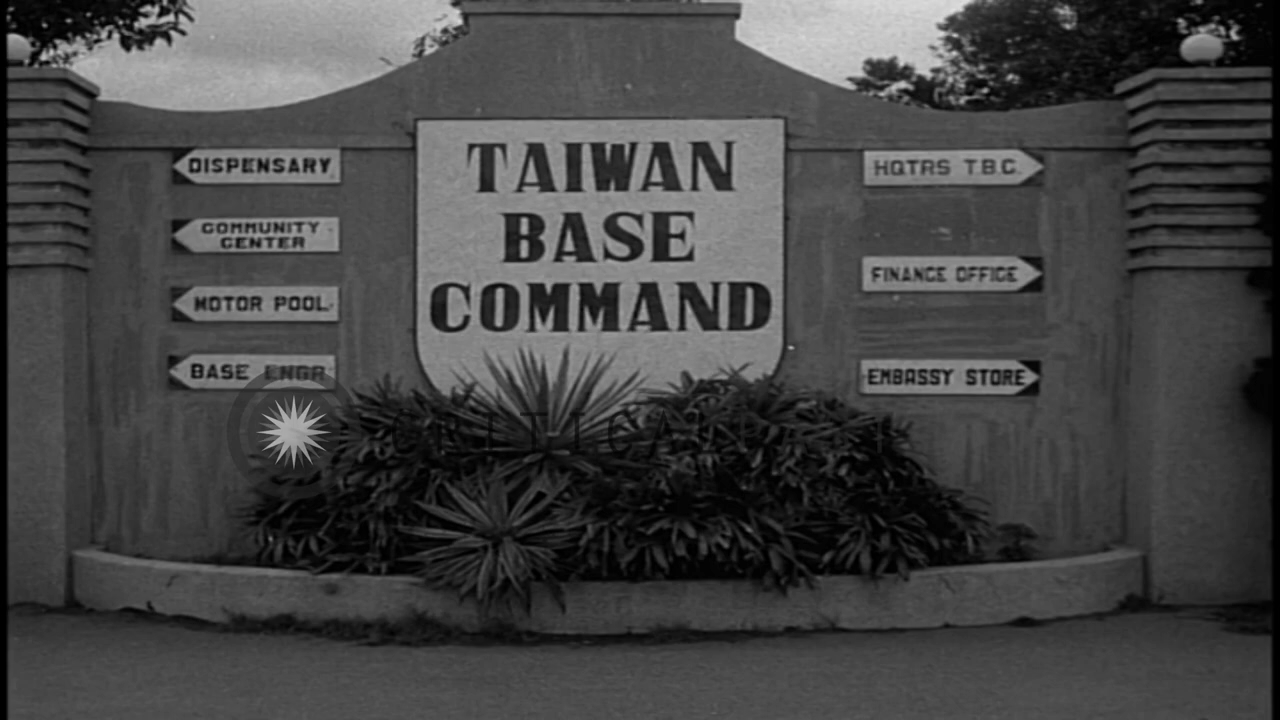 TAIWAN
BASE
COMMAND
DISPENSARY
COMMUNITY
CENTER
MOTOR POOL
BASE ENGR.
HQTRS T.B.C.
FINANCE OFFICE
EMBASSY STORE